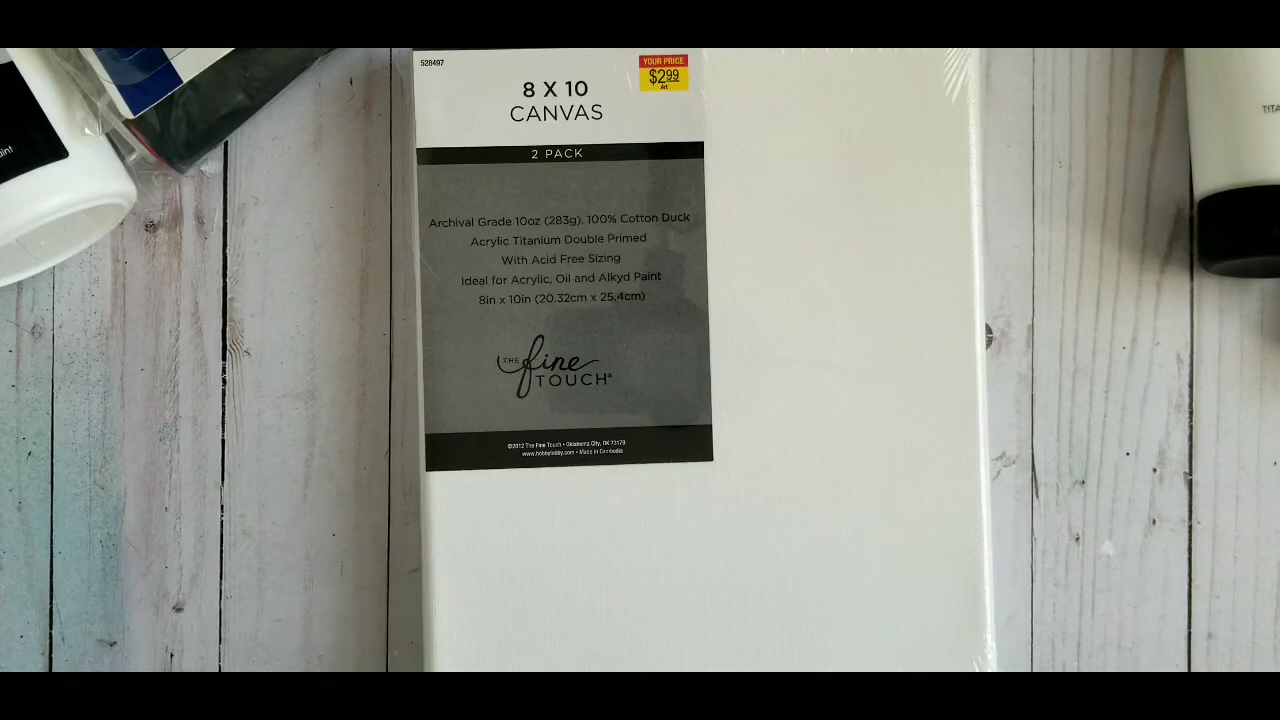 528497
YOUR PRICE
$2.99
Art
8 X 10
CANVAS
2 PACK
Archival Grade 10oz (283g). 100% Cotton Duck
Acrylic Titanium Double Primed
With Acid Free Sizing
Ideal for Acrylic, Oil and Alkyd Paint
8in x 10in (20.32cm x 25.4cm)
THE fine
TOUCH®
©2012 The Fine Touch • Oklahoma City, OK 73179
www.hobbylobby.com • Made in Cambodia